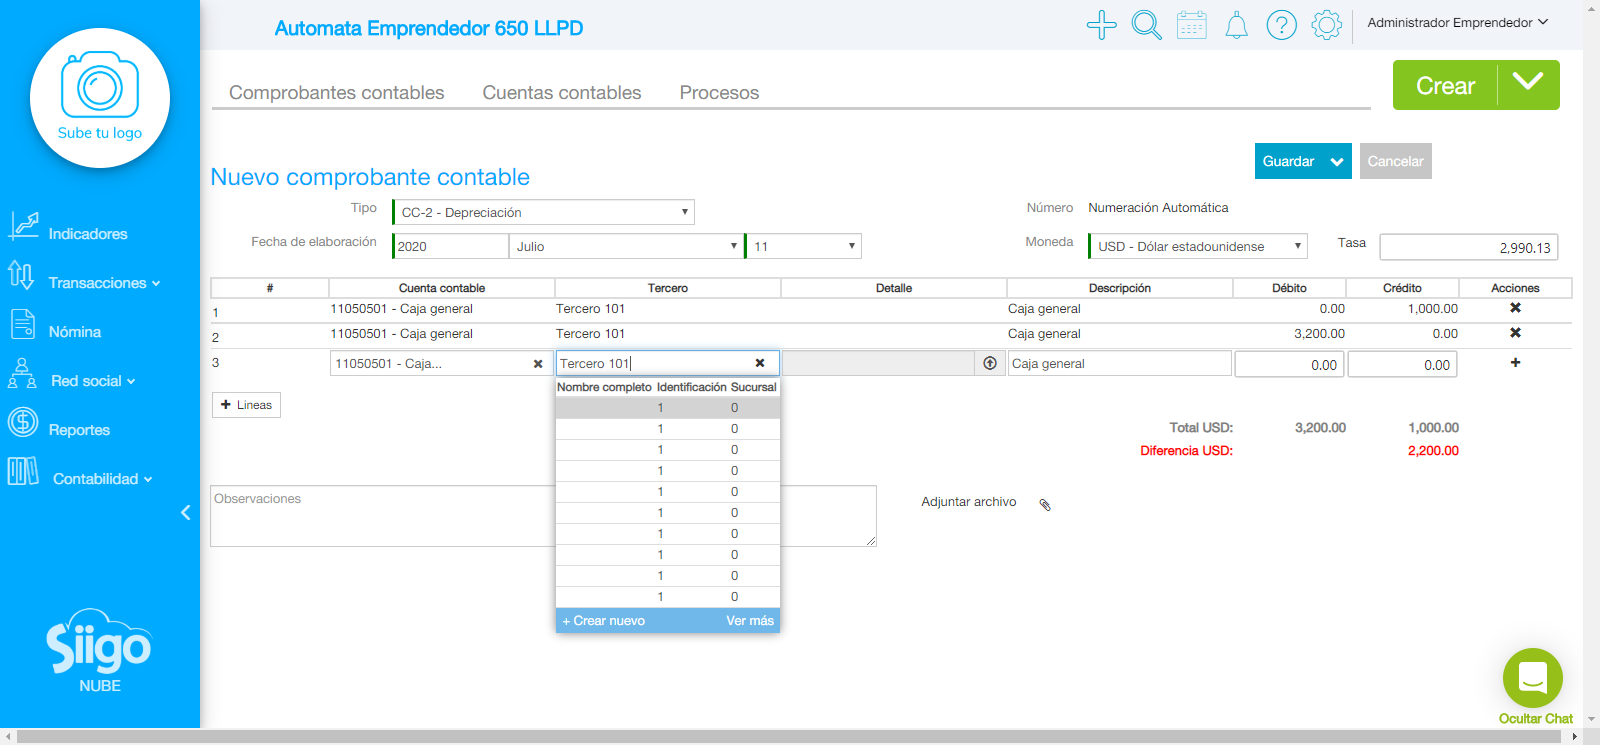 Automata Emprendedor 650 LLPD
Administrador Emprendedor
Sube tu logo
Comprobantes contables Cuentas contables Procesos
Crear
Guardar Cancelar
Nuevo comprobante contable
Tipo CC-2 - Depreciación
Número Numeración Automática
Fecha de elaboración 2020 Julio 11
Moneda USD - Dólar estadounidense Tasa 2,990.13
Indicadores
Transacciones
Nómina
Red social
Reportes
Contabilidad
# Cuenta contable Tercero Detalle Descripción Débito Crédito Acciones
1 11050501 - Caja general Tercero 101 Caja general 0.00 1,000.00
2 11050501 - Caja general Tercero 101 Caja general 3,200.00 0.00
3 11050501 - Caja... Tercero 101 Caja general 0.00 0.00
Nombre completo Identificación Sucursal
1 0
1 0
1 0
1 0
1 0
1 0
1 0
1 0
1 0
1 0
+ Crear nuevo Ver más
+ Lineas
Total USD: 3,200.00 1,000.00
Diferencia USD: 2,200.00
Observaciones
Adjuntar archivo
Siigo
NUBE
Ocultar Chat